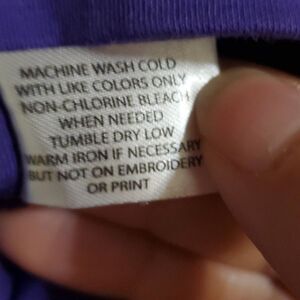 MACHINE WASH COLD
WITH LIKE COLORS ONLY
NON-CHLORINE BLEACH
WHEN NEEDED
TUMBLE DRY LOW
WARM IRON IF NECESSARY
BUT NOT ON EMBROIDERY
OR PRINT